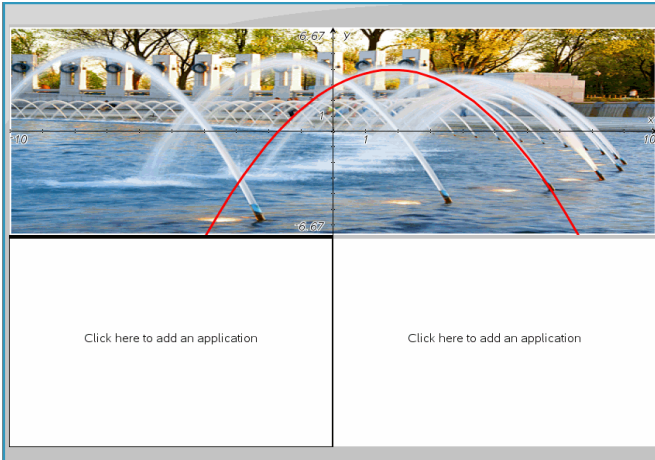 6.67 y
1
-10 1 x
10
-6.67
Click here to add an application
Click here to add an application